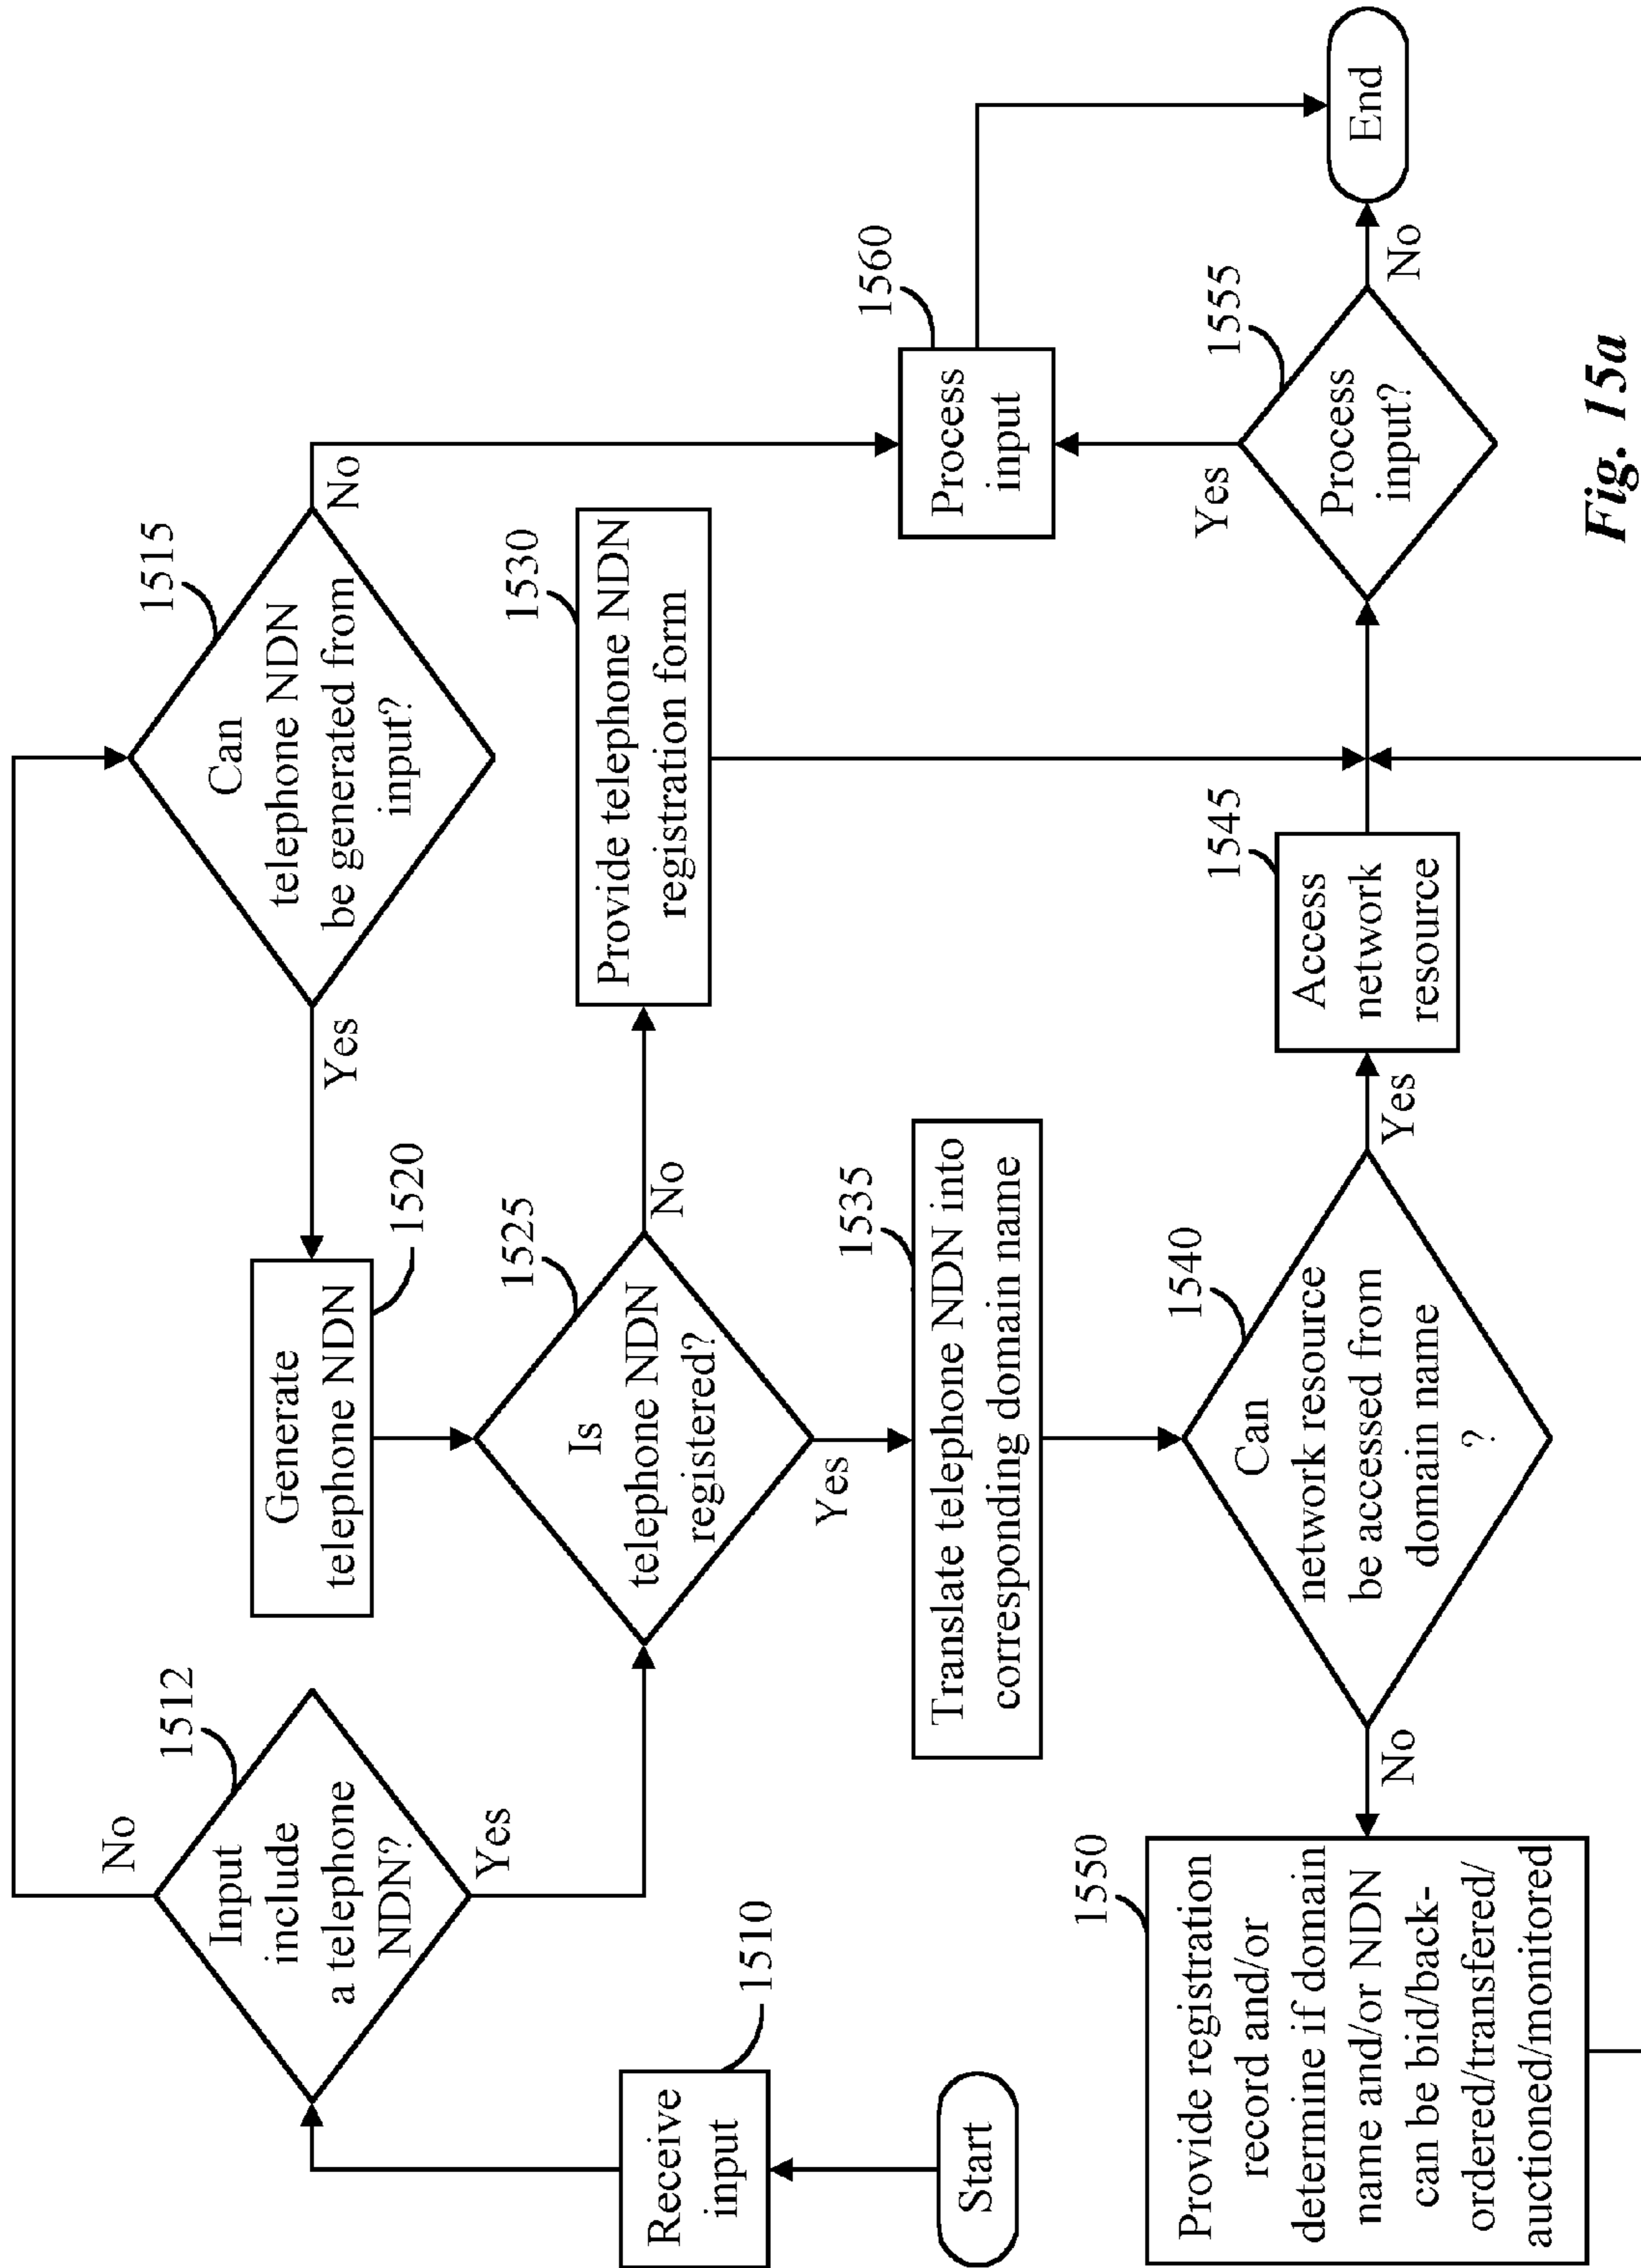 Start
Receive
input
1510
Input
include
a telephone
NDN?
1512
No
Yes
Can
telephone NDN
be generated from
input?
1515
Yes
No
Generate
telephone NDN
1520
Is
telephone NDN
registered?
1525
No
Yes
Provide telephone NDN
registration form
1530
Translate telephone NDN into
corresponding domain name
1535
Can
network resource
be accessed from
domain name
?
1540
No
Yes
Access
network
resource
1545
Provide registration
record and/or
determine if domain
name and/or NDN
can be bid/back-
ordered/transfered/
auctioned/monitored
1550
Process
input?
1555
Yes
No
Process
input
1560
End
Fig. 15a